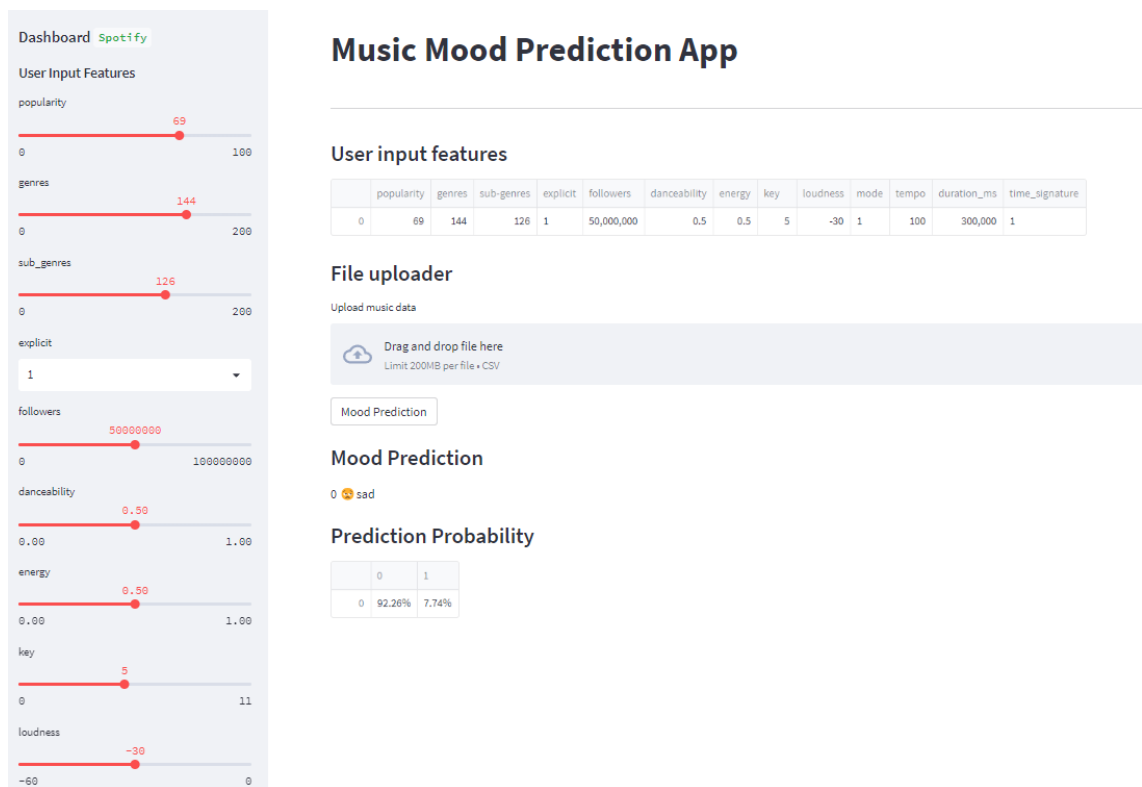 Dashboard Spotify
User Input Features
popularity
69
0 100
genres
144
0 200
sub_genres
126
0 200
explicit
1
followers
50000000
0 100000000
danceability
0.50
0.00 1.00
energy
0.50
0.00 1.00
key
5
0 11
loudness
-30
-60 0
Music Mood Prediction App
User input features
popularity genres sub-genres explicit followers danceability energy key loudness mode tempo duration_ms time_signature
0 69 144 126 1 50,000,000 0.5 0.5 5 -30 1 100 300,000 1
File uploader
Upload music data
Drag and drop file here
Limit 200MB per file • CSV
Mood Prediction
Mood Prediction
0 sad
Prediction Probability
0 1
0 92.26% 7.74%